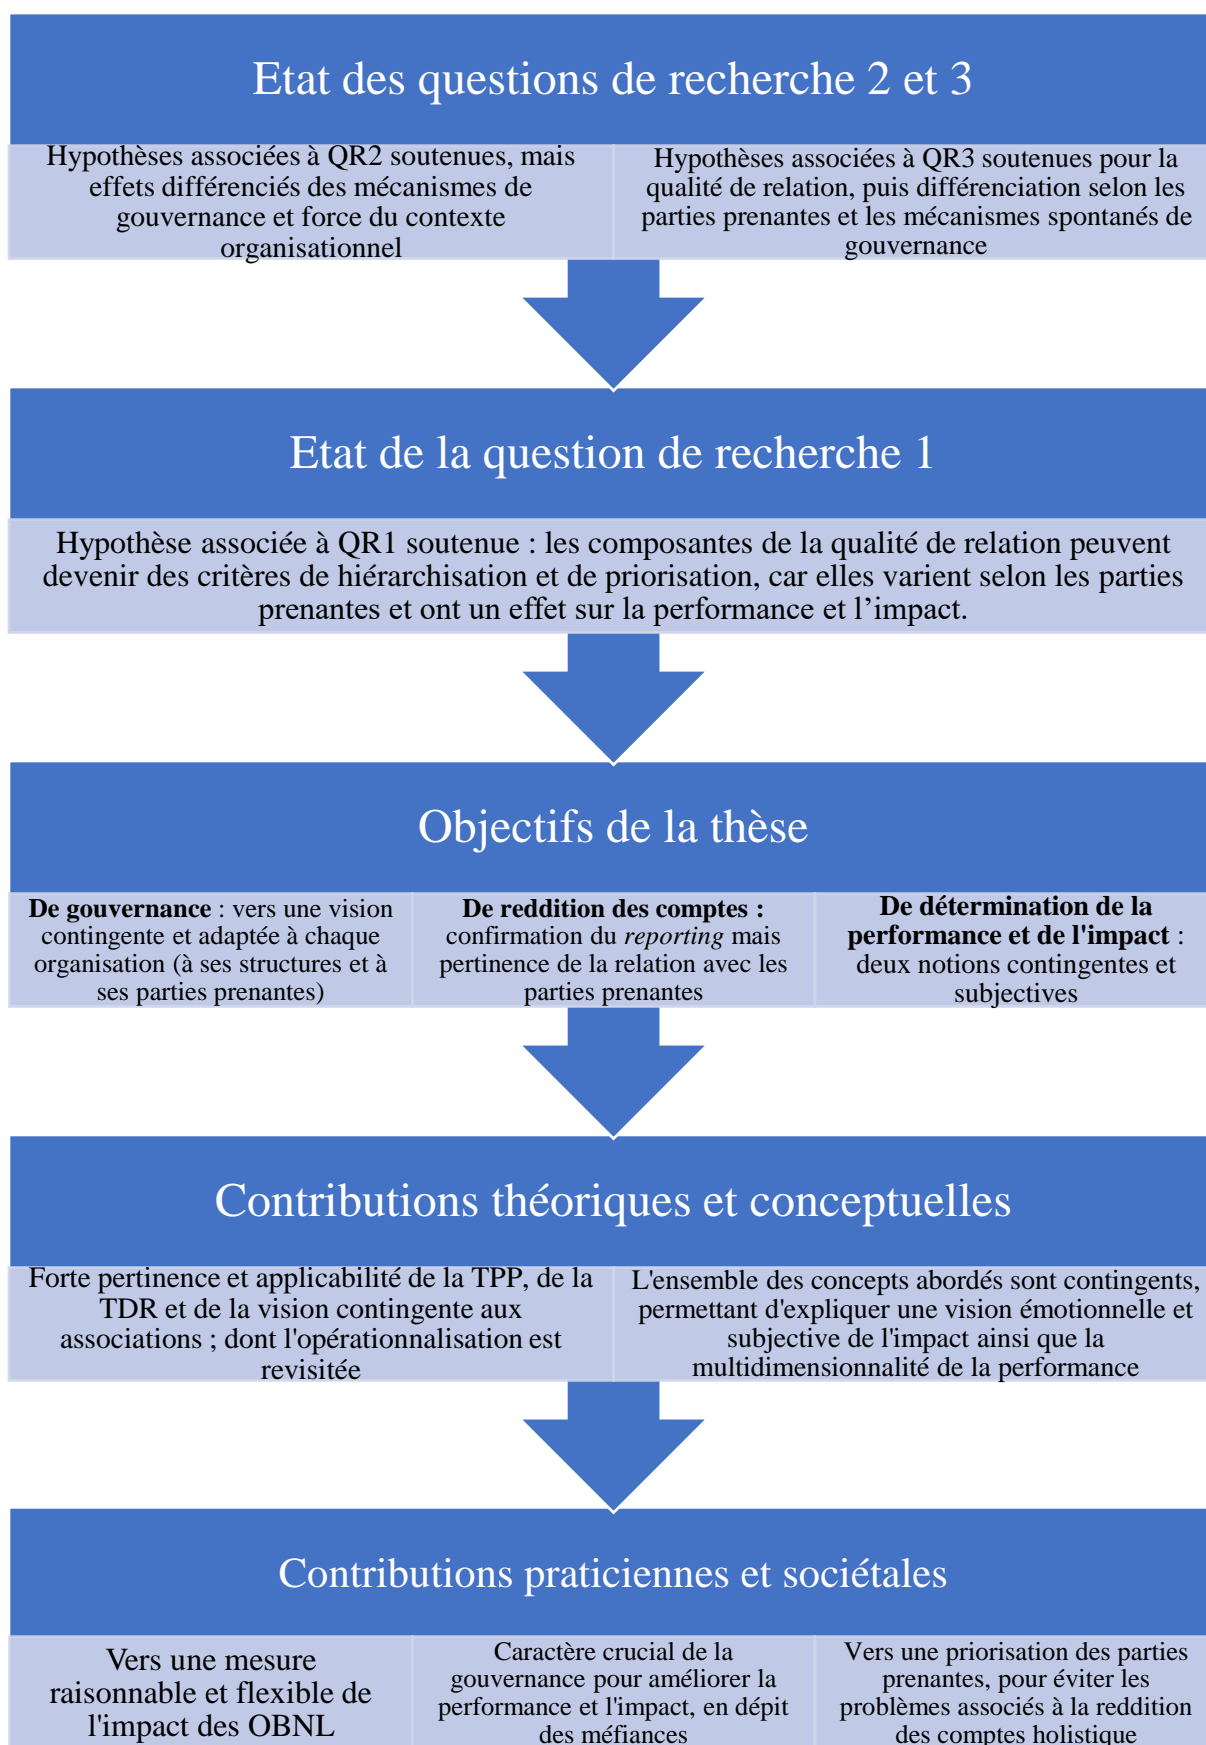 Etat des questions de recherche 2 et 3
Hypothèses associées à QR2 soutenues, mais
effets différenciés des mécanismes de
gouvernance et force du contexte
organisationnel
Hypothèses associées à QR3 soutenues pour la
qualité de relation, puis différenciation selon les
parties prenantes et les mécanismes spontanés de
gouvernance
Etat de la question de recherche 1
Hypothèse associée à QR1 soutenue : les composantes de la qualité de relation peuvent
devenir des critères de hiérarchisation et de priorisation, car elles varient selon les parties
prenantes et ont un effet sur la performance et l’impact.
Objectifs de la thèse
De gouvernance : vers une vision
contingente et adaptée à chaque
organisation (à ses structures et à
ses parties prenantes)
De reddition des comptes :
confirmation du reporting mais
pertinence de la relation avec les
parties prenantes
De détermination de la
performance et de l'impact :
deux notions contingentes et
subjectives
Contributions théoriques et conceptuelles
Forte pertinence et applicabilité de la TPP, de la
TDR et de la vision contingente aux
associations ; dont l'opérationnalisation est
revisitée
L'ensemble des concepts abordés sont contingents,
permettant d'expliquer une vision émotionnelle et
subjective de l'impact ainsi que la
multidimensionnalité de la performance
Contributions praticiennes et sociétales
Vers une mesure
raisonnable et flexible de
l'impact des OBNL
Caractère crucial de la
gouvernance pour améliorer la
performance et l'impact, en dépit
des méfiances
Vers une priorisation des parties
prenantes, pour éviter les
problèmes associés à la reddition
des comptes holistique